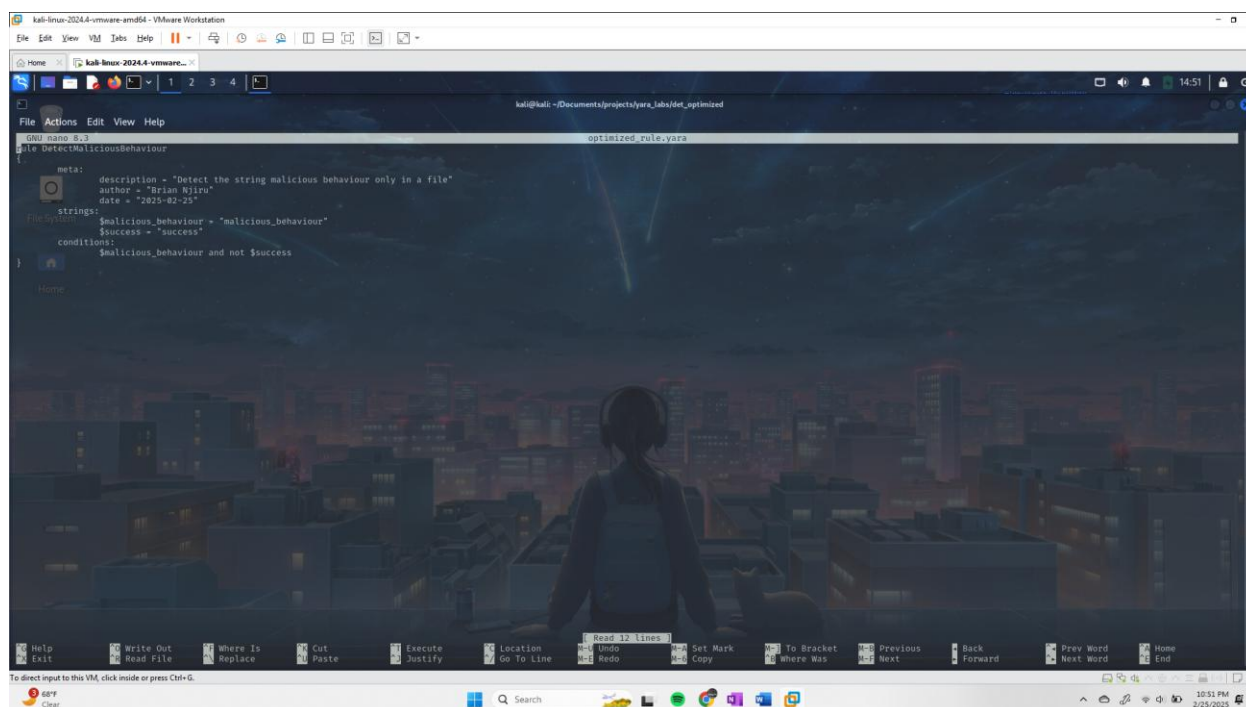 kali-linux-2024.4-vmware-amd64 - VMware Workstation
File Edit View VM Tabs Help
Home kali-linux-2024.4-vmware...
1 2 3 4 14:51
kali@kali: ~/Documents/projects/yara_labs/det_optimized
File Actions Edit View Help
GNU nano 8.3 optimized_rule.yara
rule DetectMaliciousBehaviour
{
meta:
description = "Detect the string malicious behaviour only in a file"
author = "Brian Njiru"
date = "2025-02-25"
strings:
File System
$malicious_behaviour = "malicious_behaviour"
$success = "success"
conditions:
$malicious_behaviour and not $success
}
Home
[ Read 12 lines ]
^G Help ^O Write Out ^F Where Is ^K Cut ^T Execute ^C Location M-U Undo M-A Set Mark M-] To Bracket M-B Previous ^B Back ^Home
^X Exit ^R Read File ^\ Replace ^U Paste ^J Justify ^/ Go To Line M-E Redo M-6 Copy ^B Where Was M-F Next Forward Next Word ^E End
To direct input to this VM, click inside or press Ctrl+G.
3 68°F
Clear
Search
10:51 PM
2/25/2025